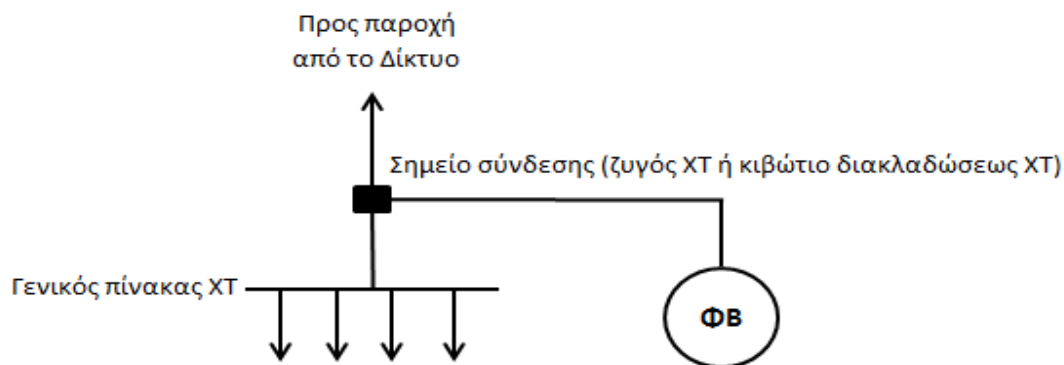 Προς παροχή
από το Δίκτυο
Σημείο σύνδεσης (ζυγός ΧΤ ή κιβώτιο διακλαδώσεως ΧΤ)
Γενικός πίνακας ΧΤ
ΦΒ